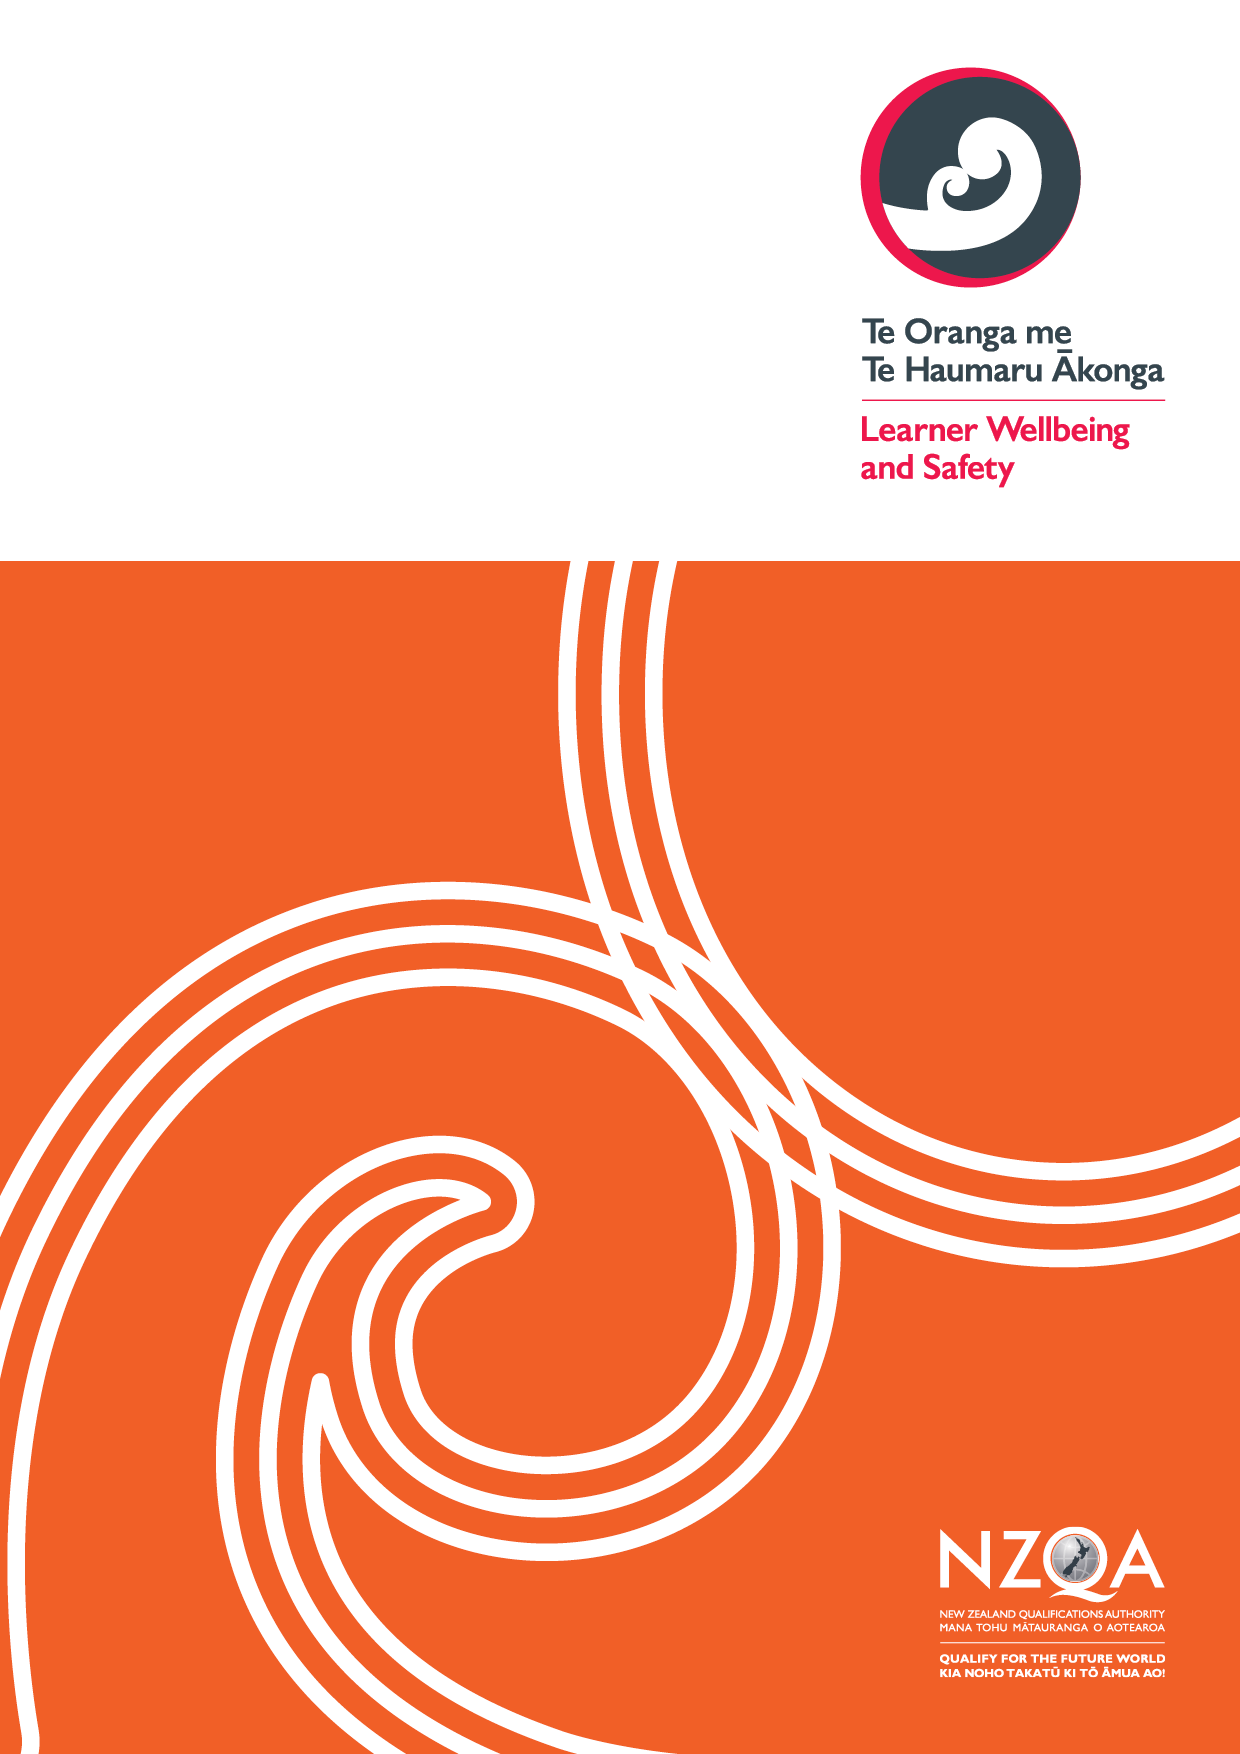 Te Oranga me
Te Haumaru Ākonga
Learner Wellbeing
and Safety
NZQA
NEW ZEALAND QUALIFICATIONS AUTHORITY
MANA TOHU MĀTAURANGA O AOTEAROA
QUALIFY FOR THE FUTURE WORLD
KIA NOHO TAKATŪ KI TŌ ĀMUA AO!